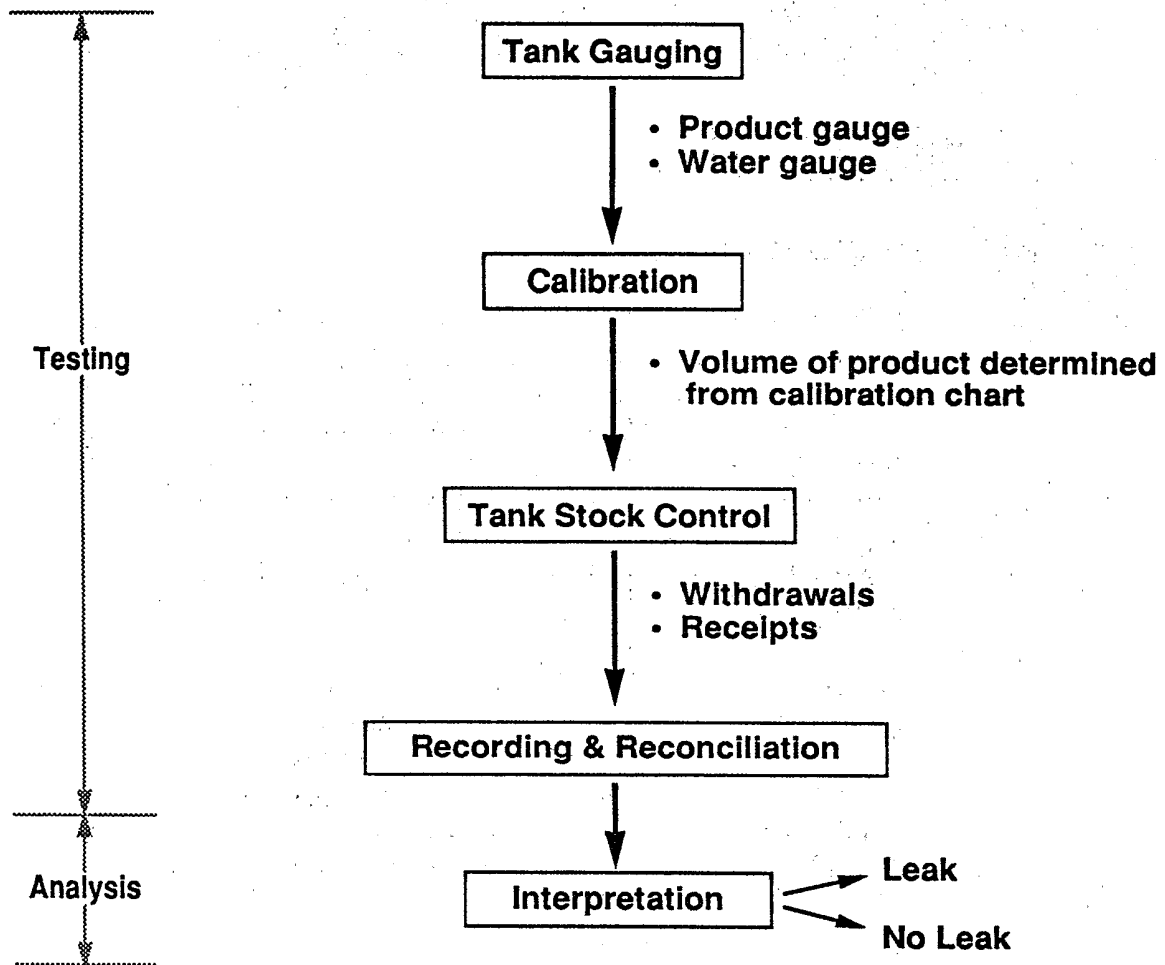 Tank Gauging
• Product gauge
• Water gauge
Calibration
Testing
• Volume of product determined
from calibration chart
Tank Stock Control
• Withdrawals
• Receipts
Recording & Reconciliation
Analysis
Interpretation
Leak
No Leak